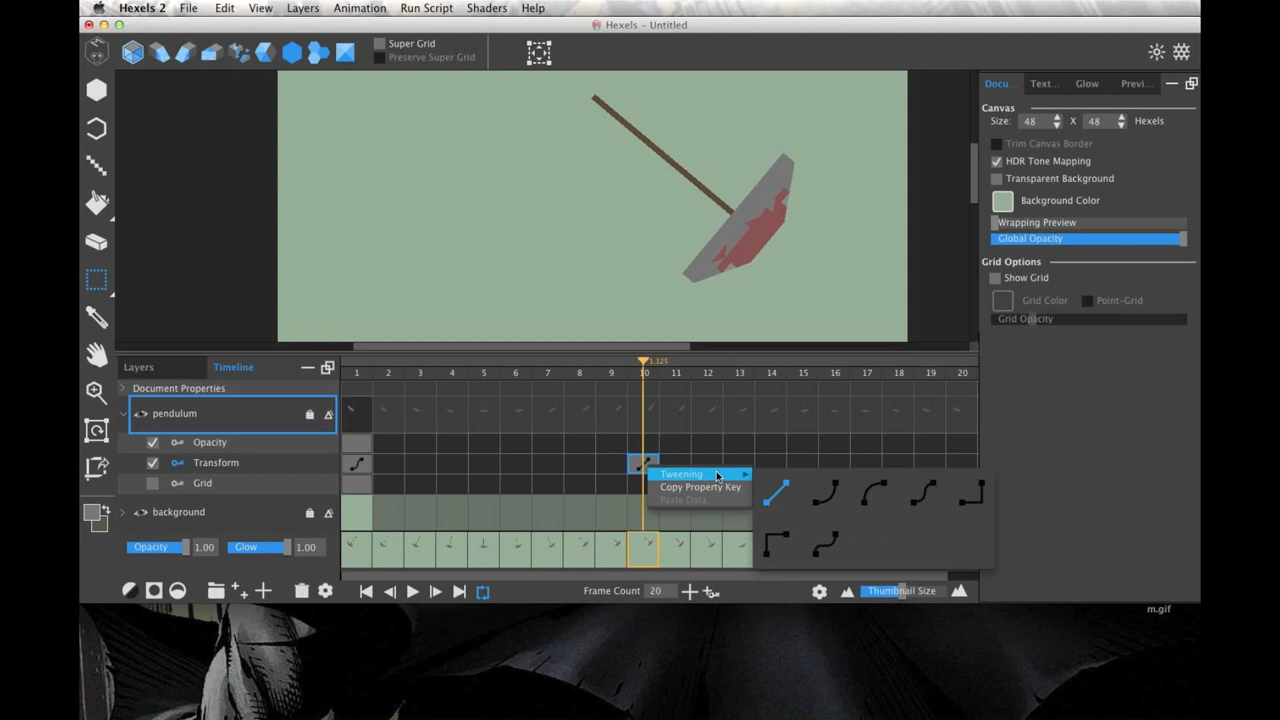 Hexels 2 File Edit View Layers Animation Run Script Shaders Help
Hexels - Untitled
Super Grid
Preserve Super Grid
Docu... Text... Glow Previ...
Canvas
Size: 48 X 48 Hexels
Trim Canvas Border
HDR Tone Mapping
Transparent Background
Background Color
Wrapping Preview
Global Opacity
Grid Options
Show Grid
Grid Color Point-Grid
Grid Opacity
Layers Timeline
1.125
1 2 3 4 5 6 7 8 9 10 11 12 13 14 15 16 17 18 19 20
Document Properties
pendulum
Opacity
Transform
Grid
Tweening
Copy Property Key
Paste Data
background
Opacity 1.00 Glow 1.00
Frame Count 20 Thumbnail Size
m.gif